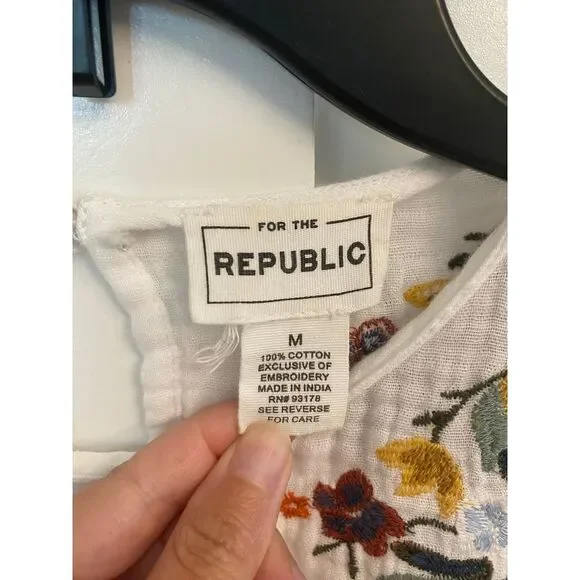 FOR THE
REPUBLIC
M
100% COTTON
EXCLUSIVE OF
EMBROIDERY
MADE IN INDIA
RN# 93178
SEE REVERSE
FOR CARE